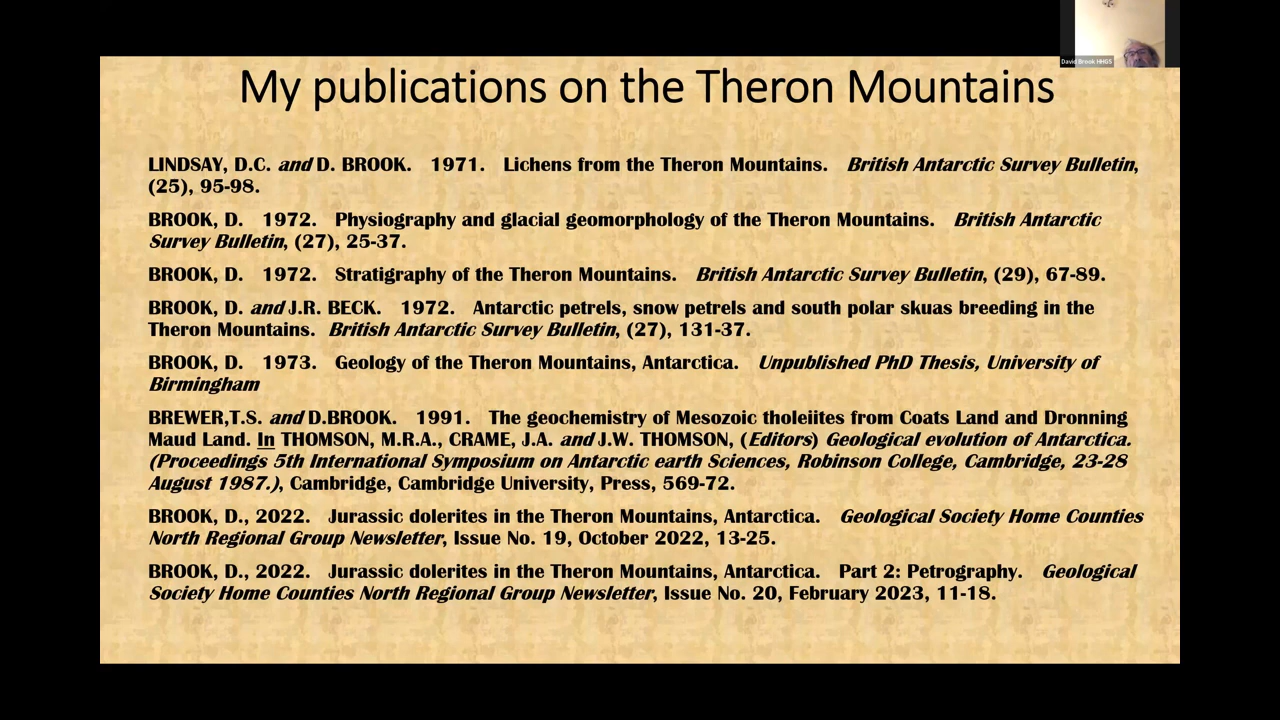 David Brook HHGS
My publications on the Theron Mountains
LINDSAY, D.C. and D. BROOK. 1971. Lichens from the Theron Mountains. British Antarctic Survey Bulletin,
(25), 95-98.
BROOK, D. 1972. Physiography and glacial geomorphology of the Theron Mountains. British Antarctic
Survey Bulletin, (27), 25-37.
BROOK, D. 1972. Stratigraphy of the Theron Mountains. British Antarctic Survey Bulletin, (29), 67-89.
BROOK, D. and J.R. BECK. 1972. Antarctic petrels, snow petrels and south polar skuas breeding in the
Theron Mountains. British Antarctic Survey Bulletin, (27), 131-37.
BROOK, D. 1973. Geology of the Theron Mountains, Antarctica. Unpublished PhD Thesis, University of
Birmingham
BREWER,T.S. and D.BROOK. 1991. The geochemistry of Mesozoic tholeiites from Coats Land and Dronning
Maud Land. In THOMSON, M.R.A., CRAME, J.A. and J.W. THOMSON, (Editors) Geological evolution of Antarctica.
(Proceedings 5th International Symposium on Antarctic earth Sciences, Robinson College, Cambridge, 23-28
August 1987.), Cambridge, Cambridge University, Press, 569-72.
BROOK, D., 2022. Jurassic dolerites in the Theron Mountains, Antarctica. Geological Society Home Counties
North Regional Group Newsletter, Issue No. 19, October 2022, 13-25.
BROOK, D., 2022. Jurassic dolerites in the Theron Mountains, Antarctica. Part 2: Petrography. Geological
Society Home Counties North Regional Group Newsletter, Issue No. 20, February 2023, 11-18.